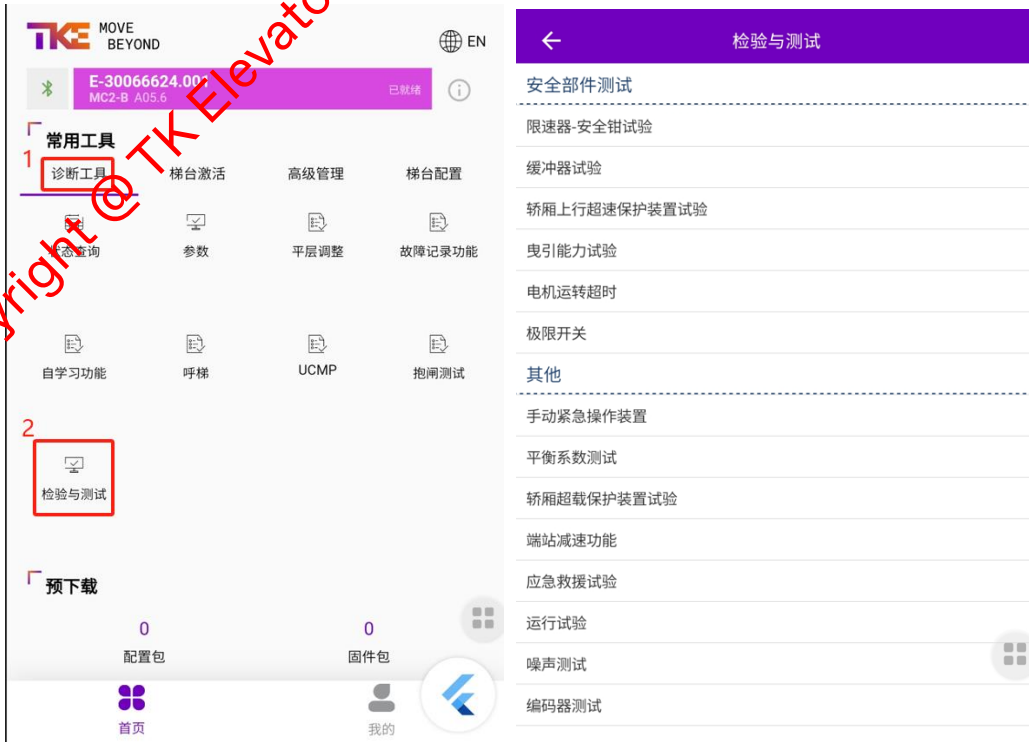 TKE MOVE
BEYOND
EN
E-30066624.001
MC2-B A05.6
已就绪
常用工具
1
诊断工具 梯台激活 高级管理 梯台配置
状态查询 参数 平层调整 故障记录功能
自学习功能 呼梯 UCMP 抱闸测试
2
检验与测试
预下载
0 0
配置包 固件包
首页 我的
yright @ TK Elevato
检验与测试
安全部件测试
限速器-安全钳试验
缓冲器试验
轿厢上行超速保护装置试验
曳引能力试验
电机运转超时
极限开关
其他
手动紧急操作装置
平衡系数测试
轿厢超载保护装置试验
端站减速功能
应急救援试验
运行试验
噪声测试
编码器测试